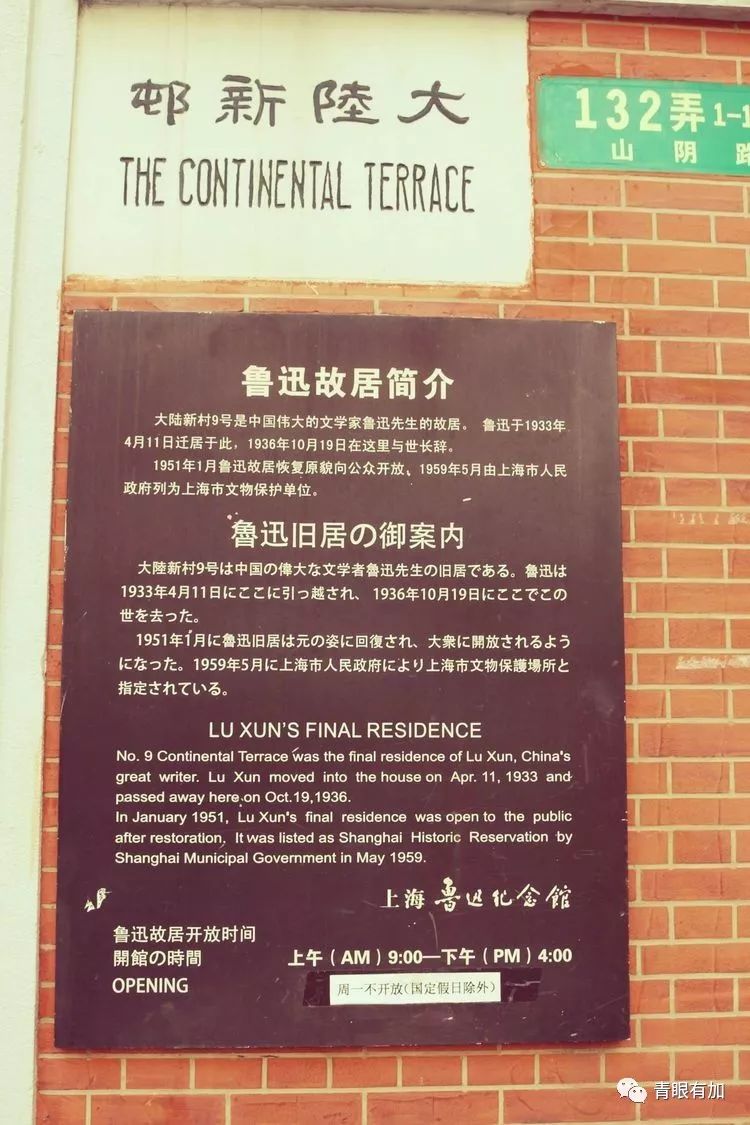 邨新陸大
THE CONTINENTAL TERRACE
132弄 1-1
山阴路
鲁迅故居简介
大陆新村9号是中国伟大的文学家鲁迅先生的故居。 鲁迅于1933年
4月11日迁居于此，1936年10月19日在这里与世长辞。
1951年1月鲁迅故居恢复原貌向公众开放、1959年5月由上海市人民
政府列为上海市文物保护单位。
魯迅旧居の御案内
大陸新村9号は中国の偉大な文学者魯迅先生の旧居である。魯迅は
1933年4月11日にここに引っ越され、 1936年10月19日にここでこの
世を去った。
1951年1月に魯迅旧居は元の姿に回復され、大衆に開放されるよう
になった。1959年5月に上海市人民政府により上海市文物保護場所と
指定されている。
LU XUN'S FINAL RESIDENCE
No. 9 Continental Terrace was the final residence of Lu Xun, China's
great writer. Lu Xun moved into the house on Apr. 11, 1933 and
passed away here on Oct.19,1936.
In January 1951, Lu Xun's final residence was open to the public
after restoration. It was listed as Shanghai Historic Reservation by
Shanghai Municipal Government in May 1959.
上海 鲁迅纪念館
鲁迅故居开放时间
開館の時間
上午（AM）9:00—下午（PM）4:00
OPENING
周一不开放（国定假日除外）
青眼有加